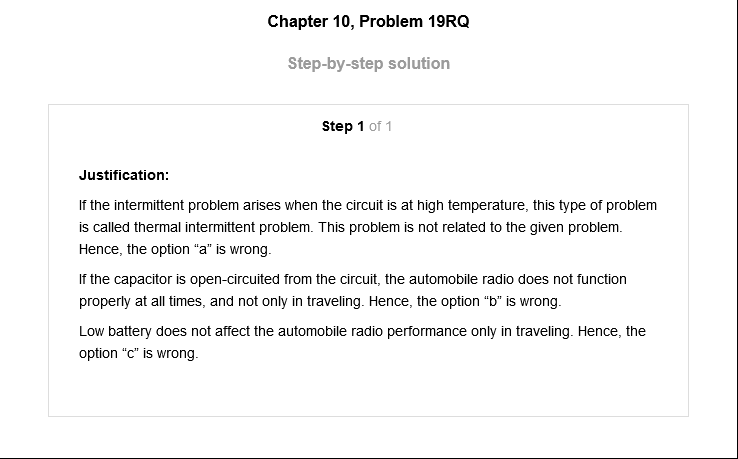 Chapter 10, Problem 19RQ
Step-by-step solution
Step 1 of 1
Justification:
If the intermittent problem arises when the circuit is at high temperature, this type of problem
is called thermal intermittent problem. This problem is not related to the given problem.
Hence, the option “a” is wrong.
If the capacitor is open-circuited from the circuit, the automobile radio does not function
properly at all times, and not only in traveling. Hence, the option “b” is wrong.
Low battery does not affect the automobile radio performance only in traveling. Hence, the
option “c” is wrong.